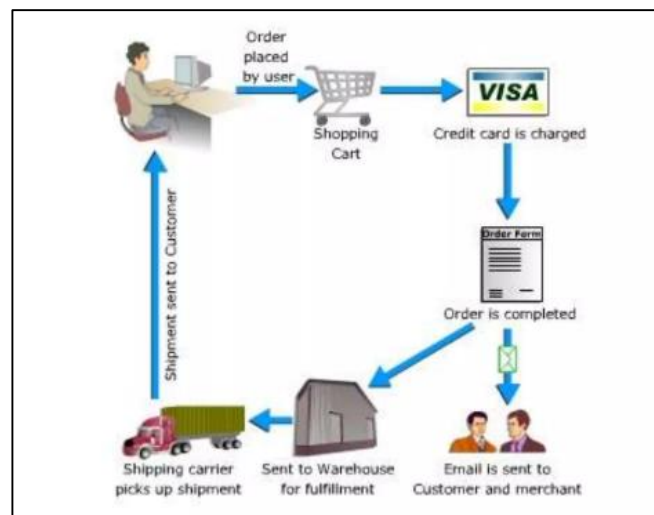 Order
placed
by user
Shopping
Cart
VISA
Credit card is charged
Order Form
Order is completed
Shipment sent to Customer
Shipping carrier
picks up shipment
Sent to Warehouse
for fulfillment
Email is sent to
Customer and merchant